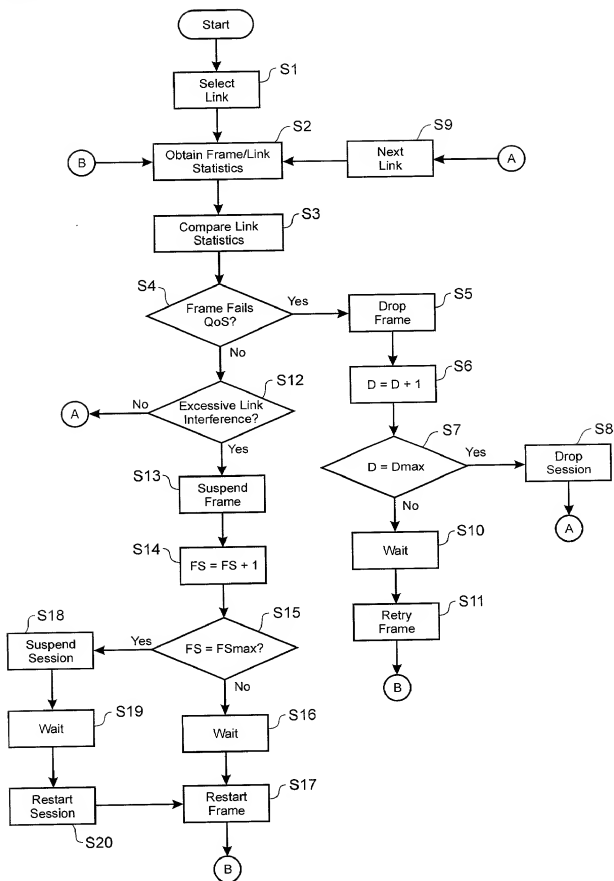 Start
S1
Select
Link
S2
B
Obtain Frame/Link
Statistics
S9
Next
Link
A
S3
Compare Link
Statistics
S4
Frame Fails
QoS?
Yes
No
S5
Drop
Frame
S6
D = D + 1
S7
D = Dmax
Yes
No
S8
Drop
Session
A
S10
Wait
S11
Retry
Frame
B
S12
Excessive Link
Interference?
No
A
Yes
S13
Suspend
Frame
S14
FS = FS + 1
S15
FS = FSmax?
Yes
No
S18
Suspend
Session
S19
Wait
Restart
Session
S20
S16
Wait
S17
Restart
Frame
B